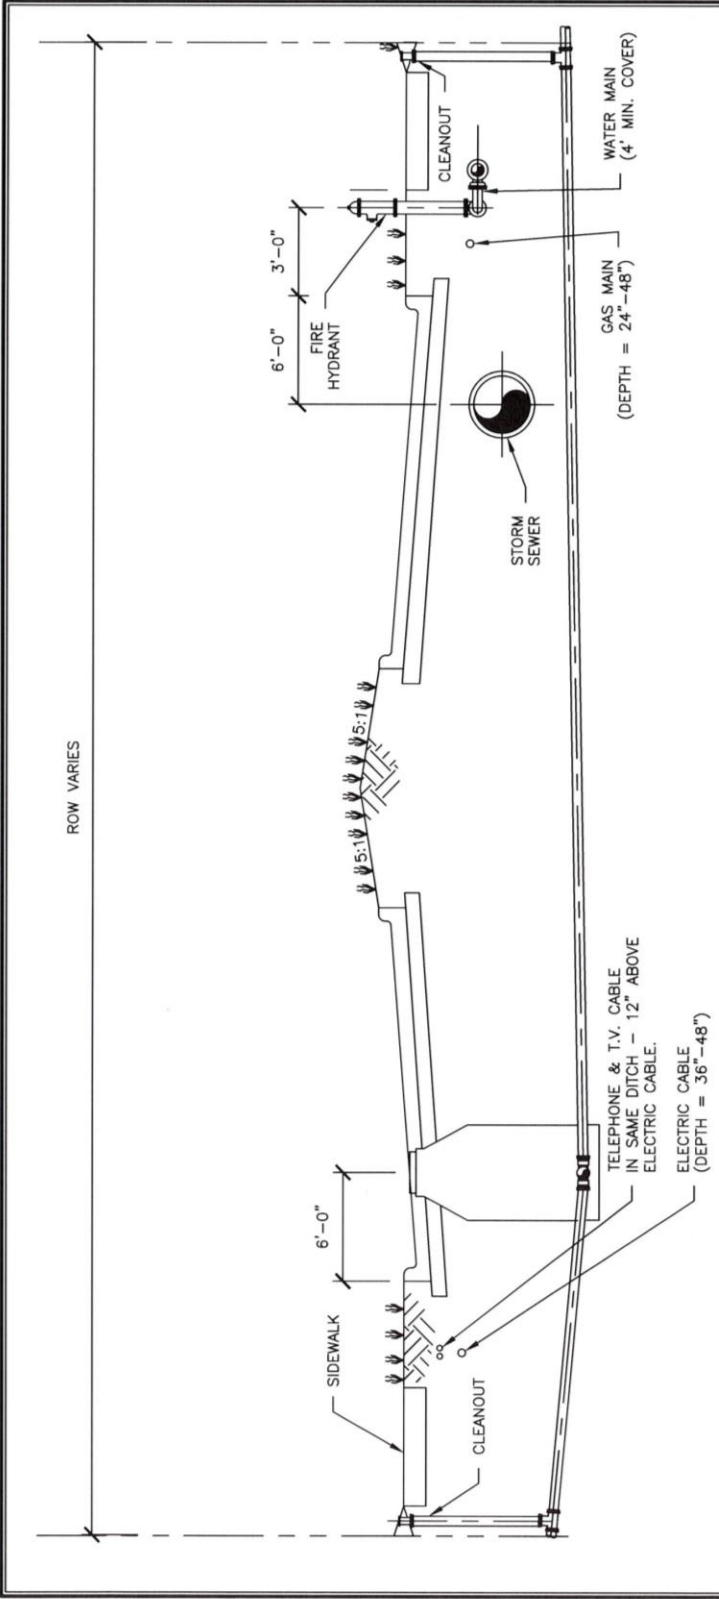 ROW VARIES
SIDEWALK
6'-0"
5:1
5:1
6'-0"
3'-0"
FIRE
HYDRANT
CLEANOUT
CLEANOUT
STORM
SEWER
TELEPHONE & T.V. CABLE
IN SAME DITCH – 12" ABOVE
ELECTRIC CABLE.
ELECTRIC CABLE
(DEPTH = 36"-48")
GAS MAIN
(DEPTH = 24"-48")
WATER MAIN
(4' MIN. COVER)